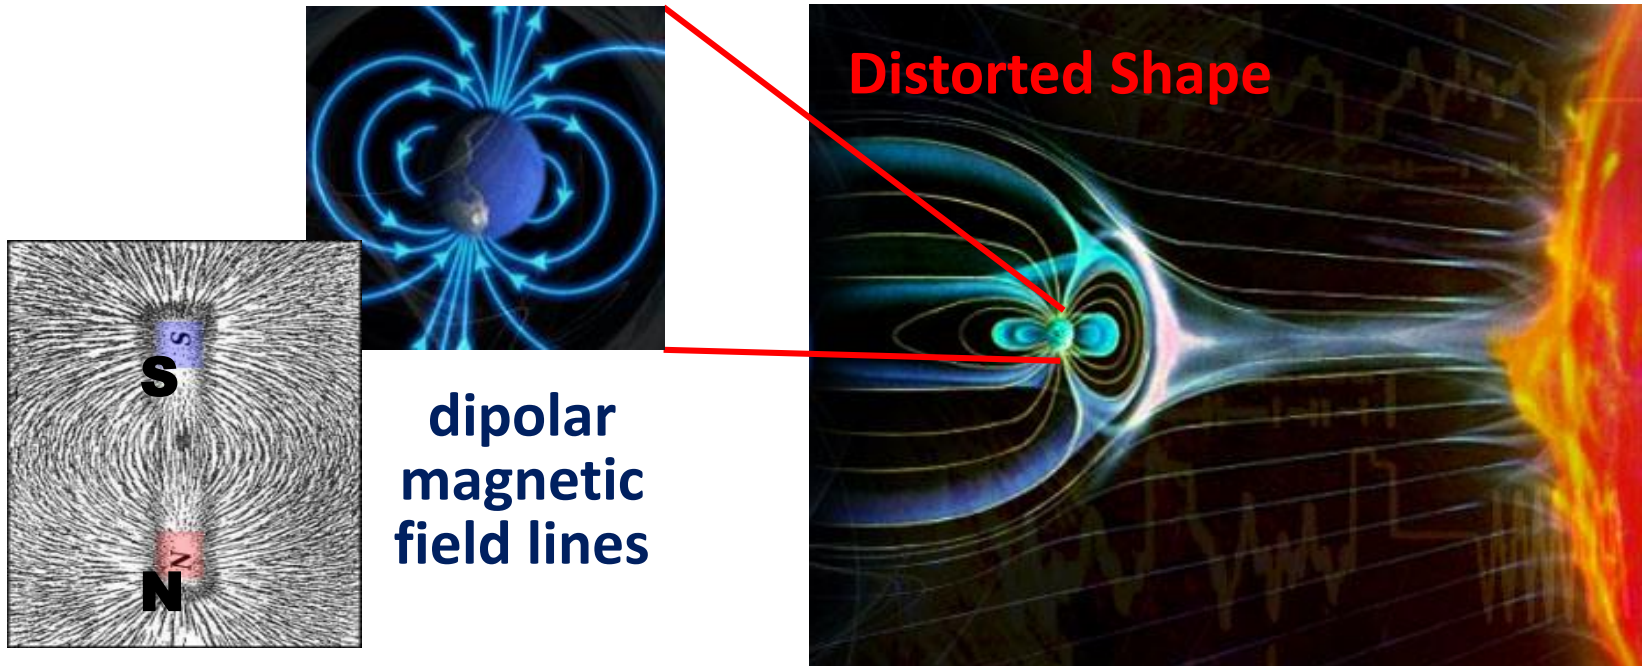 Distorted Shape
S
S
N
N
dipolar
magnetic
field lines